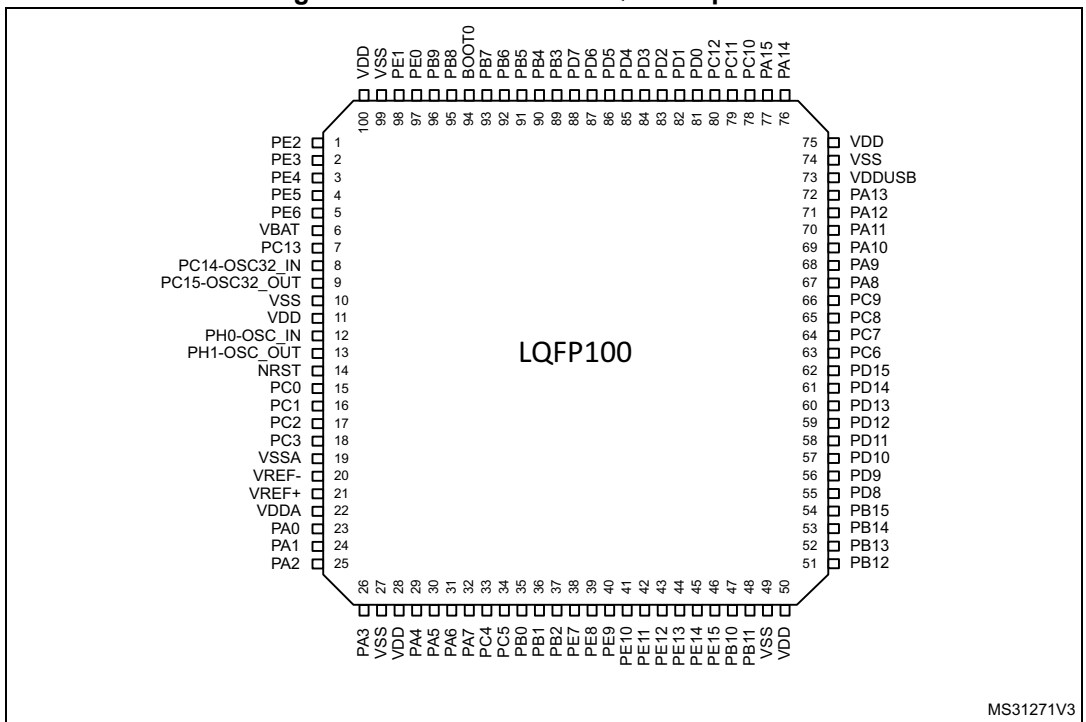 VDD
VSS
PE1
PE0
PB9
PB8
BOOT0
PB7
PB6
PB5
PB4
PB3
PD7
PD6
PD5
PD4
PD3
PD2
PD1
PD0
PC12
PC11
PC10
PA15
PA14
100
99
98
97
96
95
94
93
92
91
90
89
88
87
86
85
84
83
82
81
80
79
78
77
76
PE2 1
PE3 2
PE4 3
PE5 4
PE6 5
VBAT 6
PC13 7
PC14-OSC32_IN 8
PC15-OSC32_OUT 9
VSS 10
VDD 11
PH0-OSC_IN 12
PH1-OSC_OUT 13
NRST 14
PC0 15
PC1 16
PC2 17
PC3 18
VSSA 19
VREF- 20
VREF+ 21
VDDA 22
PA0 23
PA1 24
PA2 25
LQFP100
75 VDD
74 VSS
73 VDDUSB
72 PA13
71 PA12
70 PA11
69 PA10
68 PA9
67 PA8
66 PC9
65 PC8
64 PC7
63 PC6
62 PD15
61 PD14
60 PD13
59 PD12
58 PD11
57 PD10
56 PD9
55 PD8
54 PB15
53 PB14
52 PB13
51 PB12
26
27
28
29
30
31
32
33
34
35
36
37
38
39
40
41
42
43
44
45
46
47
48
49
50
PA3
VSS
VDD
PA4
PA5
PA6
PA7
PC4
PC5
PB0
PB1
PB2
PE7
PE8
PE9
PE10
PE11
PE12
PE13
PE14
PE15
PB10
PB11
VSS
VDD
MS31271V3